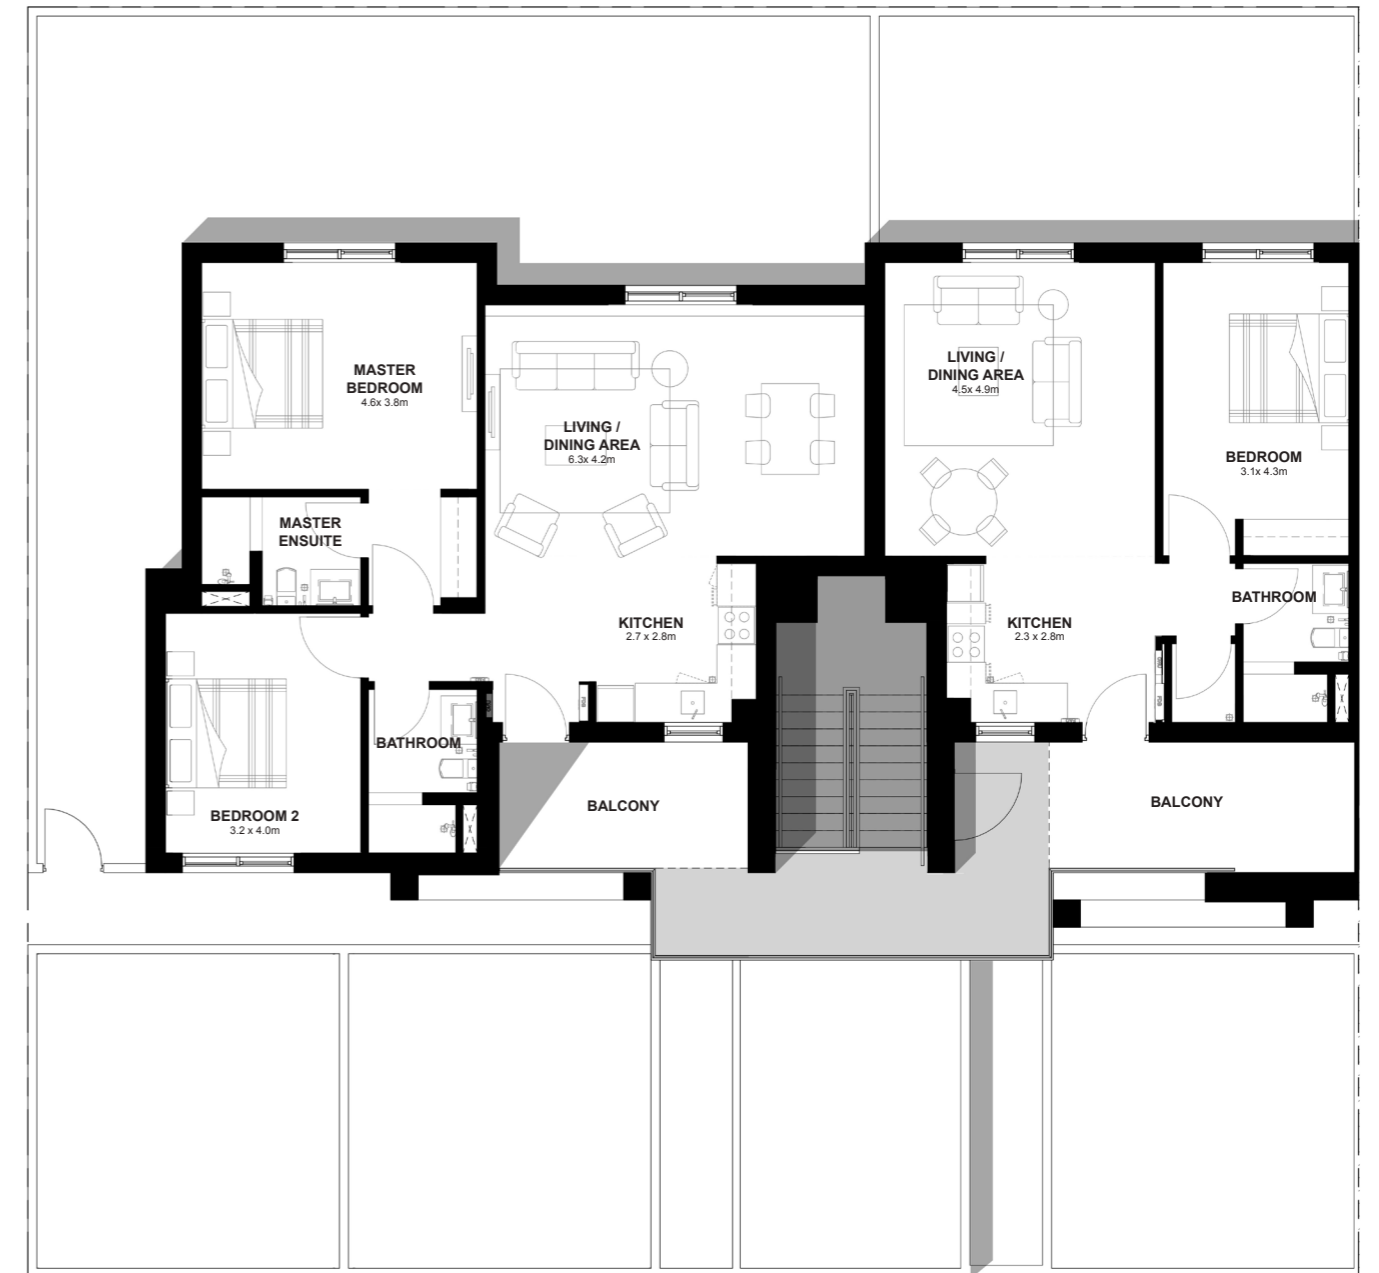 MASTER
BEDROOM
4.6x 3.8m
LIVING /
DINING AREA
6.3x 4.2m
MASTER
ENSUITE
KITCHEN
2.7 x 2.8m
BATHROOM
BEDROOM 2
3.2 x 4.0m
BALCONY
LIVING /
DINING AREA
4.5x 4.9m
BEDROOM
3.1x 4.3m
BATHROOM
KITCHEN
2.3 x 2.8m
BALCONY